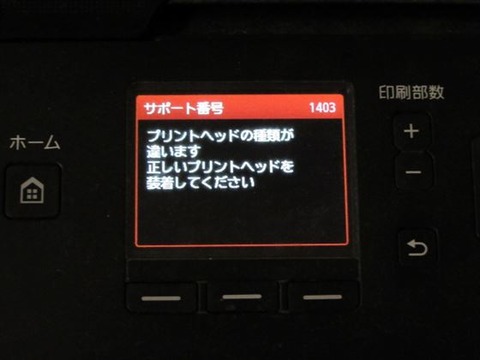 サポート番号 1403
プリントヘッドの種類が
違います
正しいプリントヘッドを
装着してください
ホーム
印刷部数
+
−